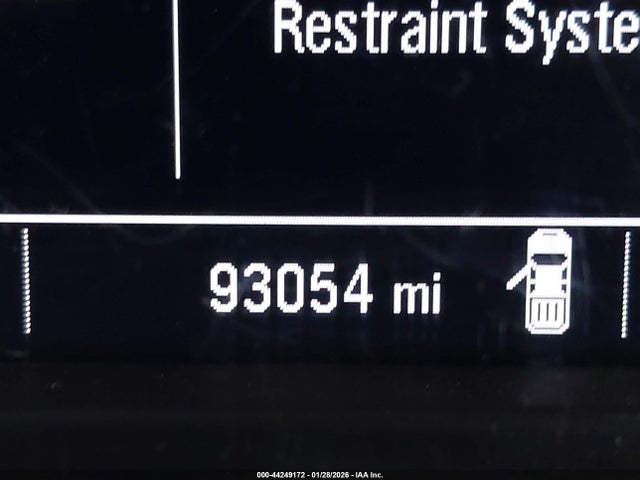 Restraint Syste
93054 mi
000-44249172 - 01/28/2026 - IAA Inc.